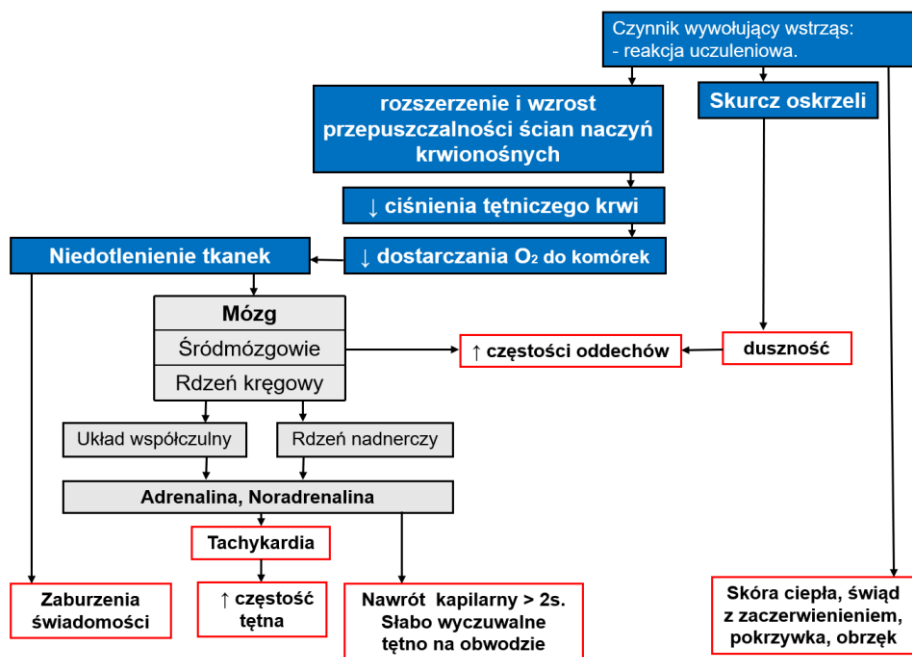 Czynnik wywołujący wstrząs:
- reakcja uczuleniowa.
rozszerzenie i wzrost
przepuszczalności ścian naczyń
krwionośnych
Skurcz oskrzeli
↓ ciśnienia tętniczego krwi
Niedotlenienie tkanek
↓ dostarczania O₂ do komórek
Mózg
Śródmózgowie
Rdzeń kręgowy
↑ częstości oddechów
duszność
Układ współczulny
Rdzeń nadnerczy
Adrenalina, Noradrenalina
Tachykardia
Zaburzenia
świadomości
↑ częstość
tętna
Nawrót kapilarny > 2s.
Słabo wyczuwalne
tętno na obwodzie
Skóra ciepła, świąd
z zaczerwienieniem,
pokrzywka, obrzęk